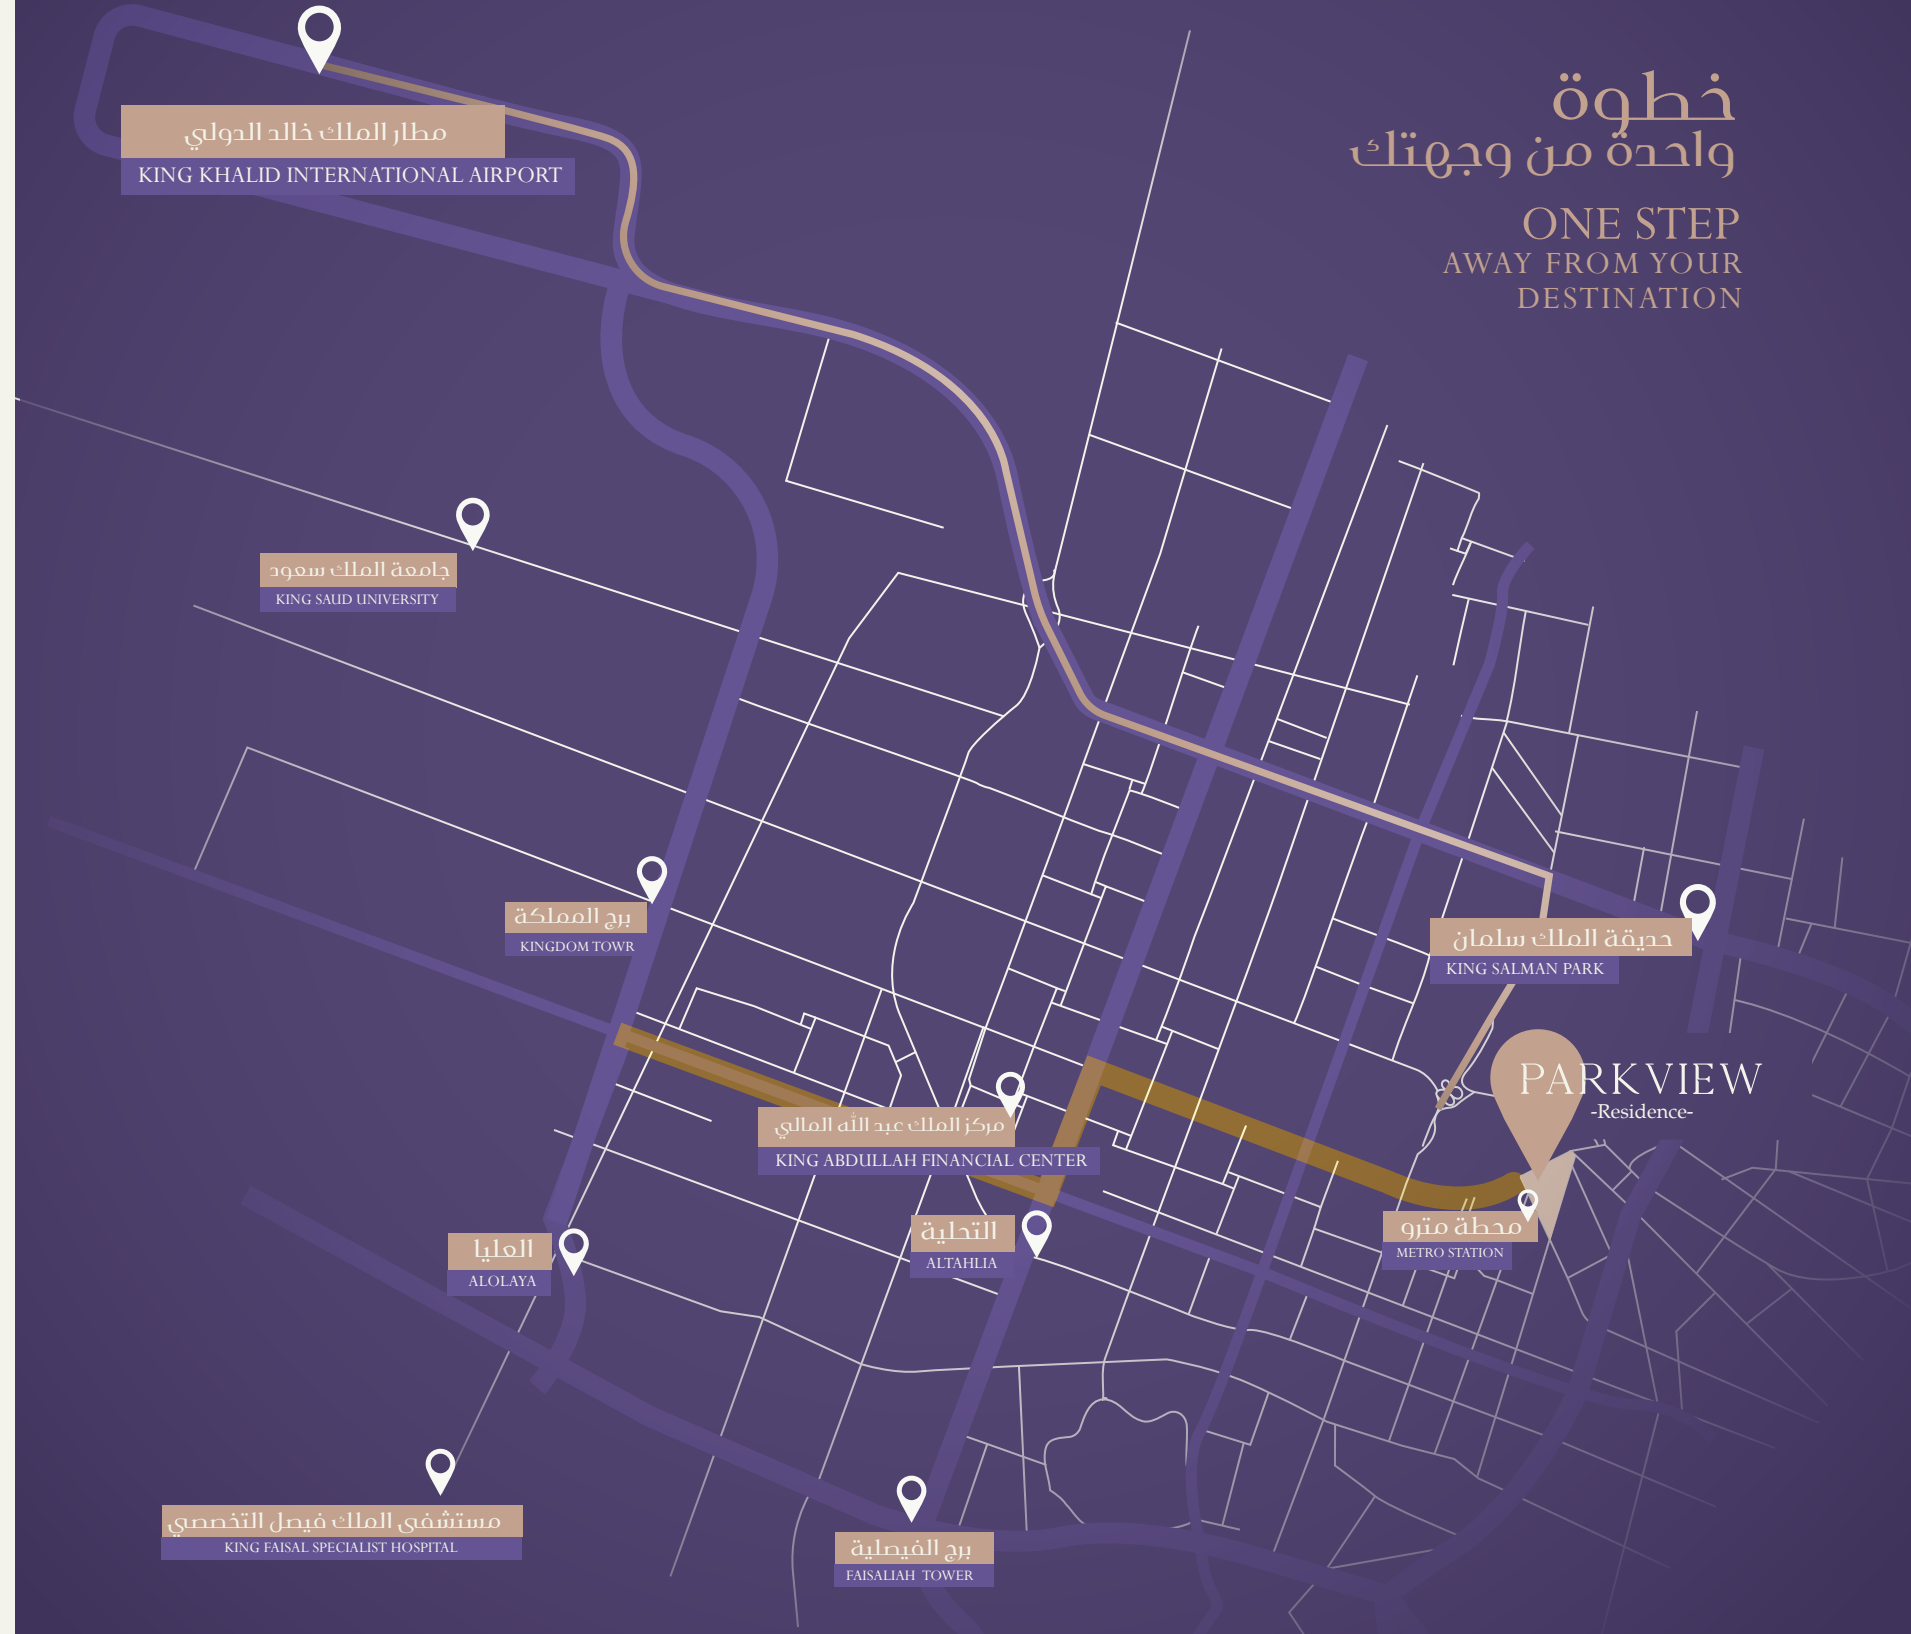 خطوة
واحدة من وجهتك
ONE STEP
AWAY FROM YOUR
DESTINATION
مطار الملك خالد الدولي
KING KHALID INTERNATIONAL AIRPORT
جامعة الملك سعود
KING SAUD UNIVERSITY
برج المملكة
KINGDOM TOWR
حديقة الملك سلمان
KING SALMAN PARK
PARKVIEW
-Residence-
مركز الملك عبد الله المالي
KING ABDULLAH FINANCIAL CENTER
محطة مترو
METRO STATION
التحلية
ALTAHLIA
العليا
ALOLAYA
مستشفى الملك فيصل التخصصي
KING FAISAL SPECIALIST HOSPITAL
برج الفيصلية
FAISALIAH TOWER